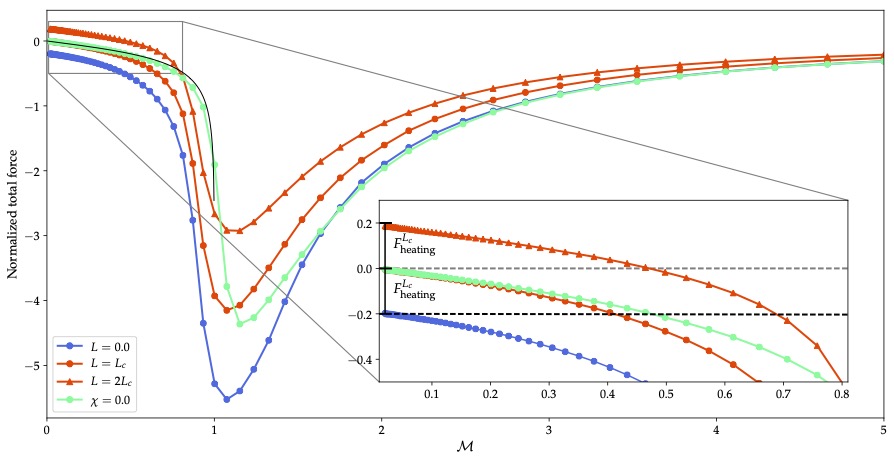 Normalized total force
0
−1
−2
−3
−4
−5
L = 0.0
L = L_c
L = 2L_c
χ = 0.0
0.2
0.0
−0.2
−0.4
F^{L_c}_{heating}
F^{L_c}_{heating}
0.1 0.2 0.3 0.4 0.5 0.6 0.7 0.8
0 1 2 3 4 5
ℳ